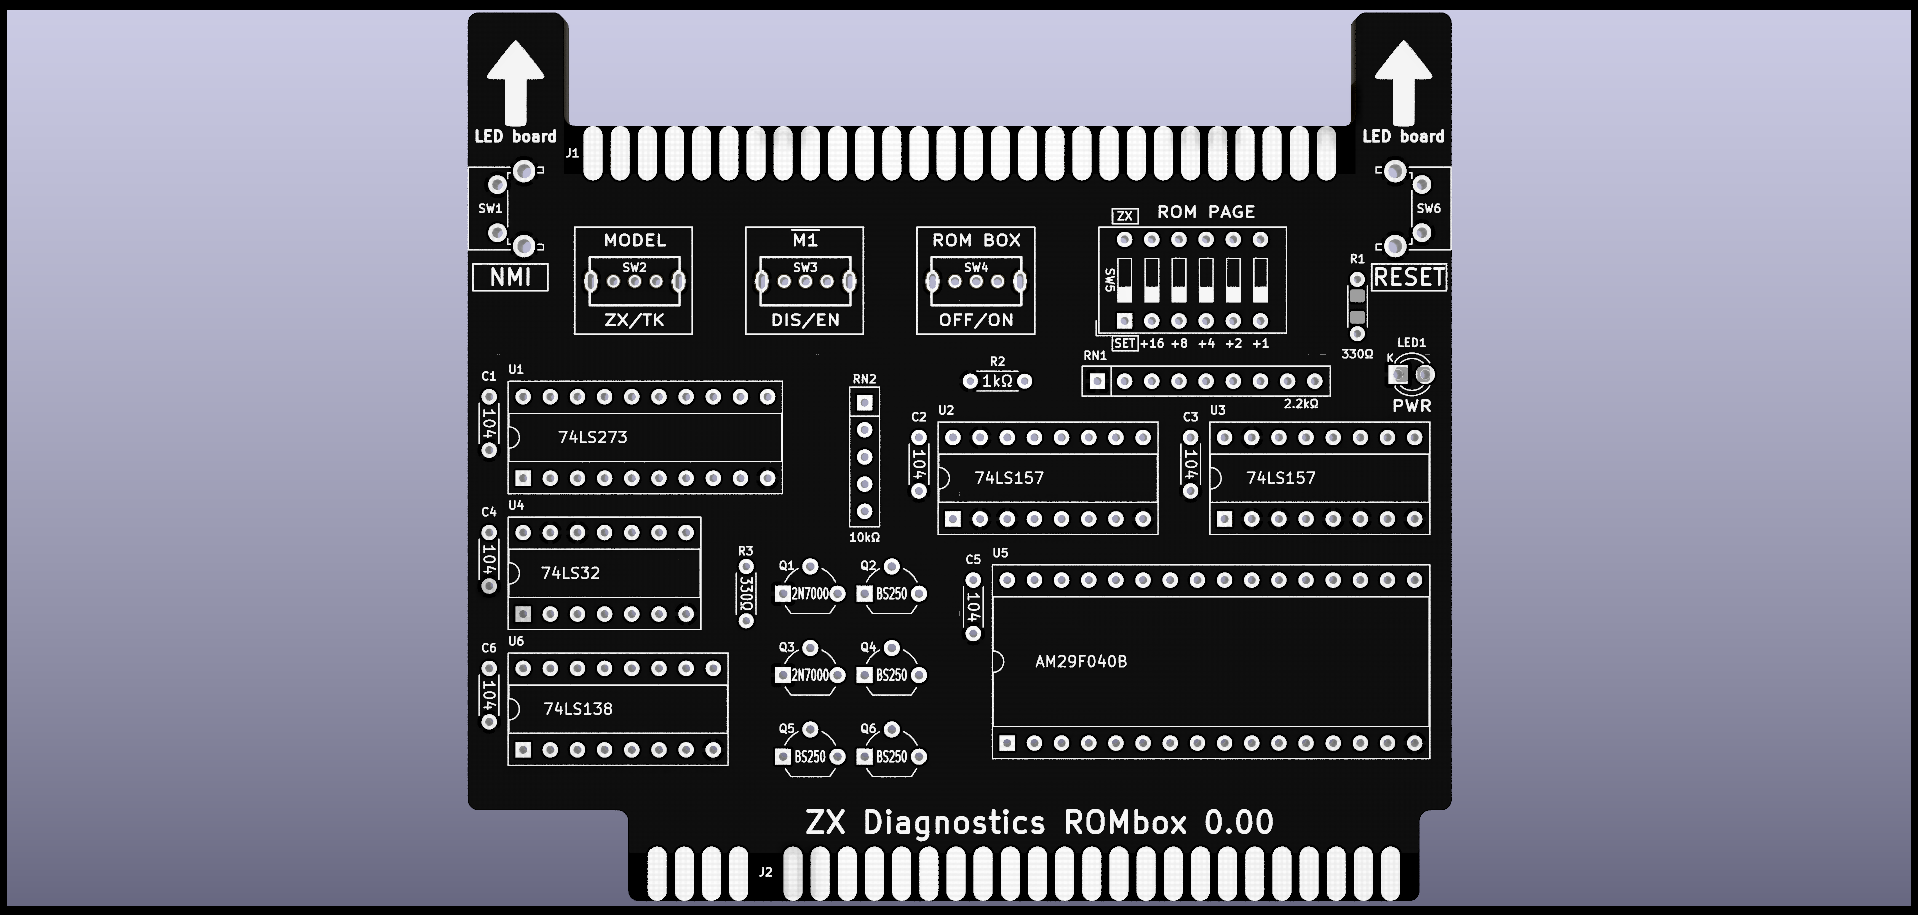 LED board
LED board
J1
SW1
SW6
NMI
RESET
MODEL
SW2
ZX/TK
M1
SW3
DIS/EN
ROM BOX
SW4
OFF/ON
ZX ROM PAGE
SW5
SET +16 +8 +4 +2 +1
R1
330Ω
LED1
K
PWR
RN1
2.2kΩ
R2
1kΩ
RN2
10kΩ
C1
104
U1
74LS273
C2
104
U2
74LS157
C3
104
U3
74LS157
C4
104
U4
74LS32
R3
330Ω
Q1
2N7000
Q2
BS250
C5
104
U5
AM29F040B
C6
104
U6
74LS138
Q3
2N7000
Q4
BS250
Q5
BS250
Q6
BS250
ZX Diagnostics ROMbox 0.00
J2